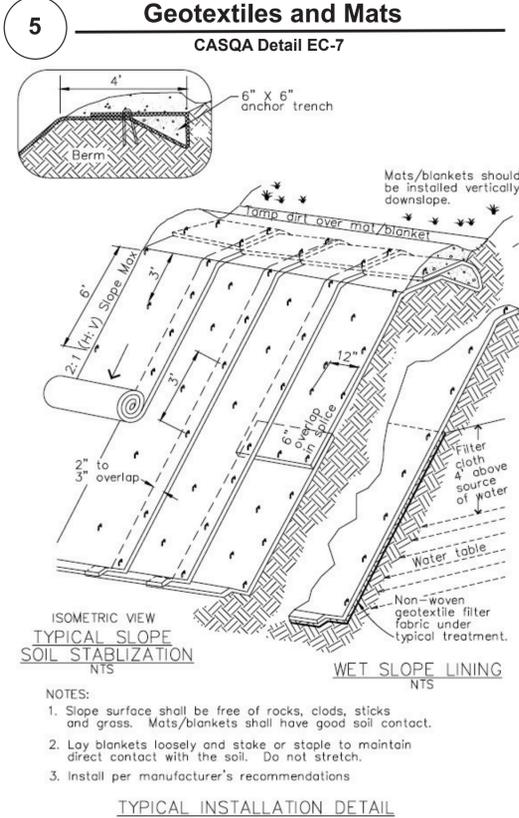 5
Geotextiles and Mats
CASQA Detail EC-7
4'
6" X 6"
anchor trench
Berm
Mats/blankets should
be installed vertically
downslope.
Tamp dirt over mat/blanket
6'
2:1 (H:V) Slope Max
3'
3'
12"
6" overlap
in splice
2" to
3" overlap
Filter
cloth
4' above
source
of water
Water table
Non-woven
geotextile filter
fabric under
typical treatment.
ISOMETRIC VIEW
TYPICAL SLOPE
SOIL STABLIZATION
NTS
WET SLOPE LINING
NTS
NOTES:
1. Slope surface shall be free of rocks, clods, sticks
and grass. Mats/blankets shall have good soil contact.
2. Lay blankets loosely and stake or staple to maintain
direct contact with the soil. Do not stretch.
3. Install per manufacturer's recommendations
TYPICAL INSTALLATION DETAIL